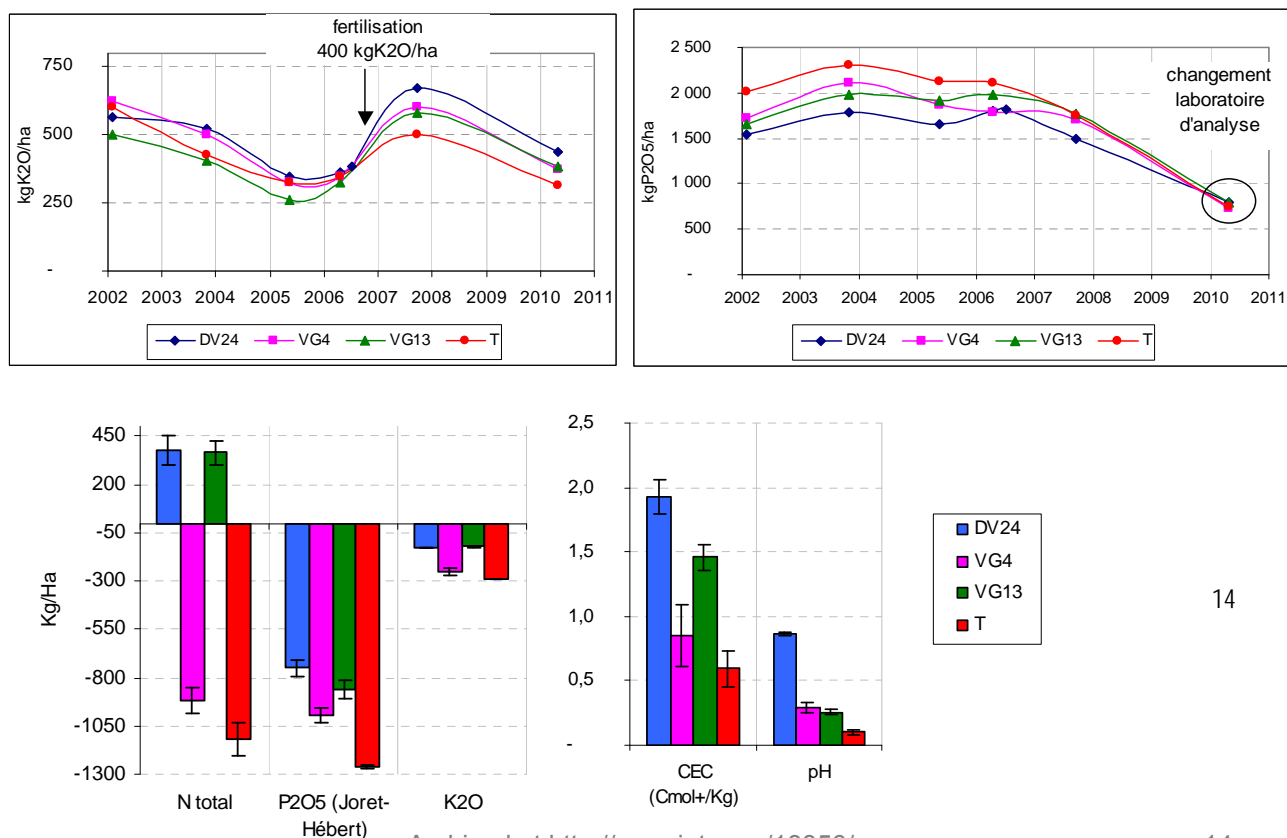 fertilisation
400 kgK2O/ha
kgK2O/ha
750
500
250
-
2002 2003 2004 2005 2006 2007 2008 2009 2010 2011
DV24 VG4 VG13 T
kgP2O5/ha
2 500
2 000
1 500
1 000
500
-
changement
laboratoire
d'analyse
2002 2003 2004 2005 2006 2007 2008 2009 2010 2011
DV24 VG4 VG13 T
Kg/Ha
450
200
-50
-300
-550
-800
-1050
-1300
N total P2O5 (Joret-
Hébert) K2O
2,5
2,0
1,5
1,0
0,5
-
CEC
(Cmol+/Kg)
pH
DV24
VG4
VG13
T
14